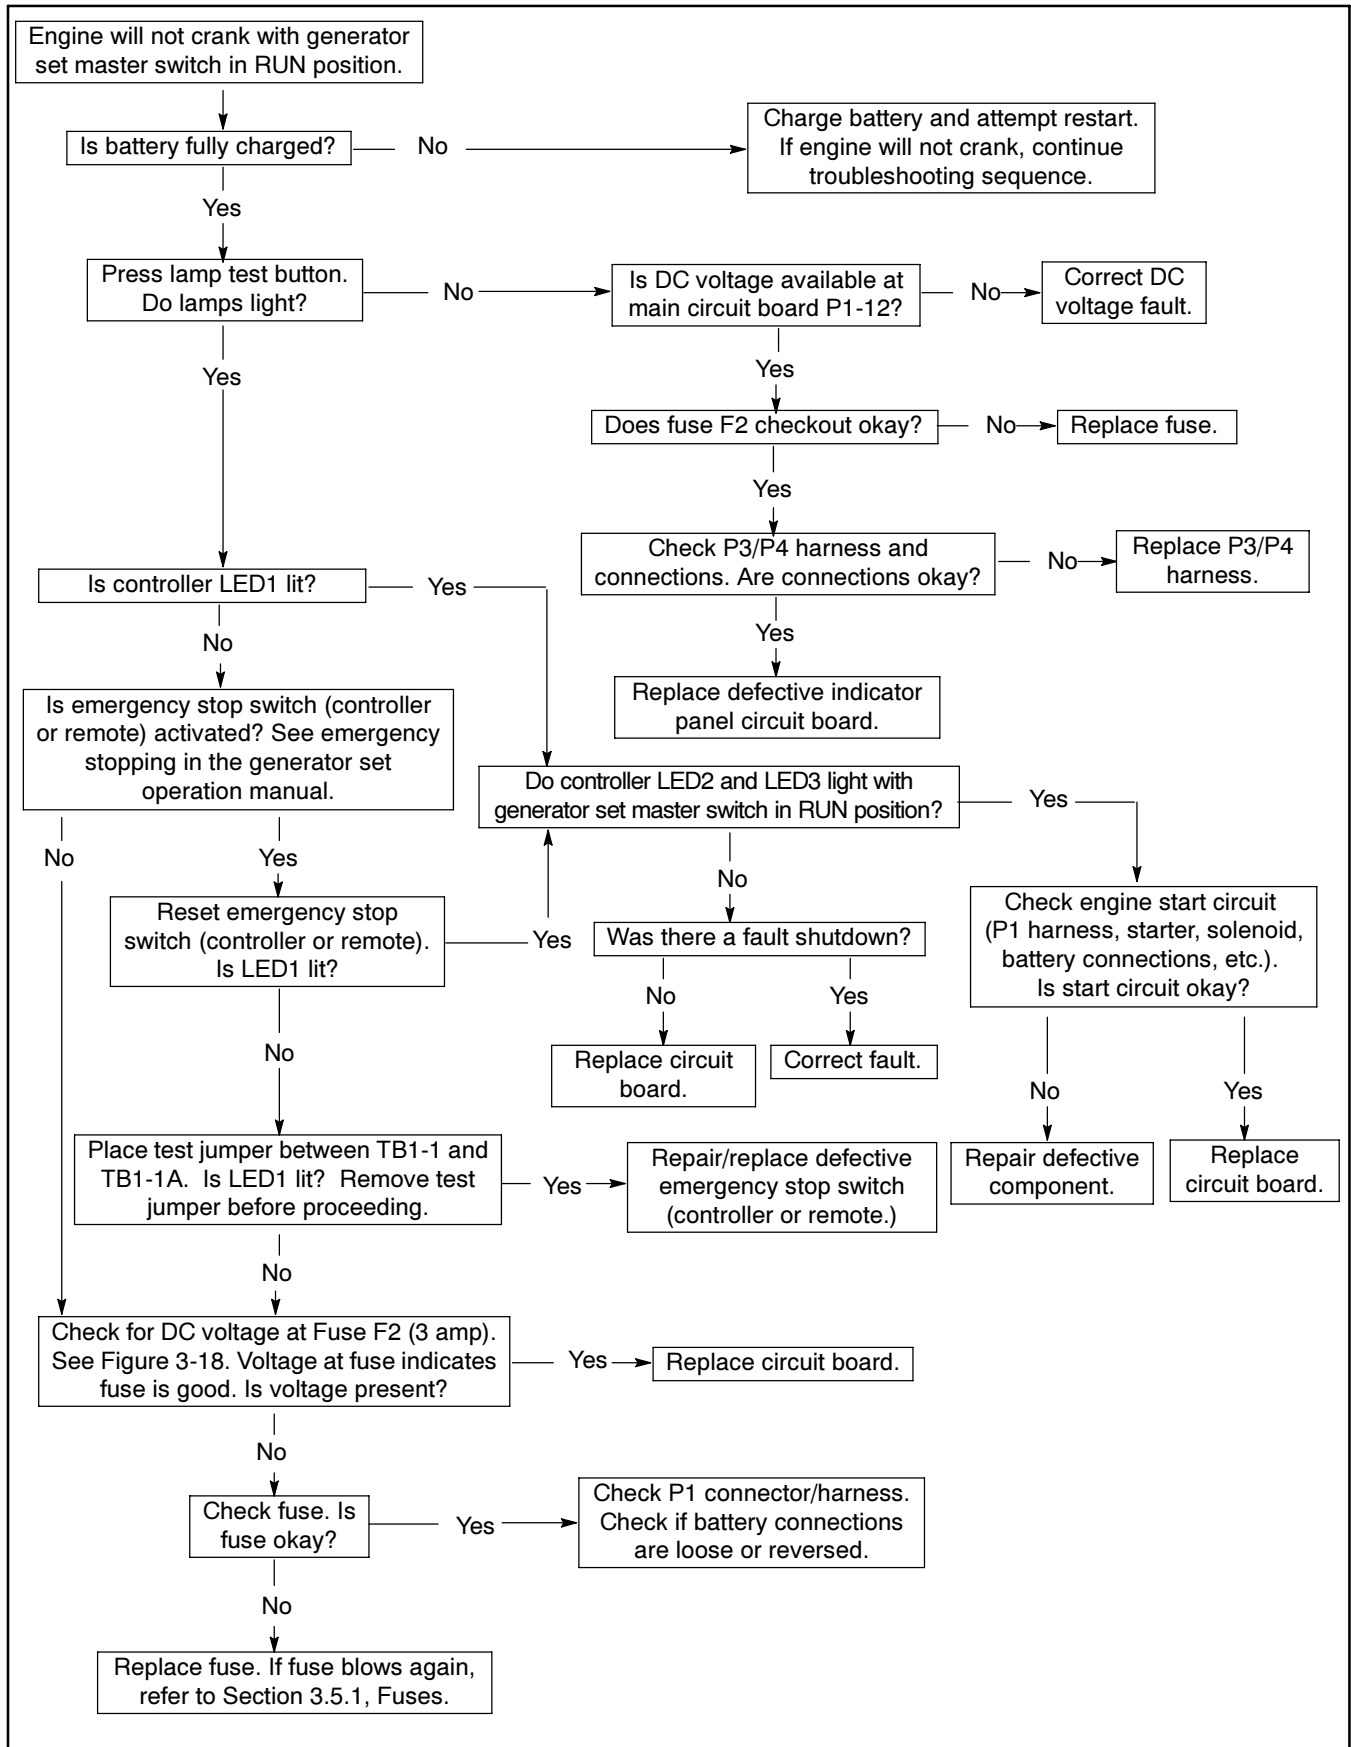 Engine will not crank with generator
set master switch in RUN position.
Is battery fully charged?
No
Charge battery and attempt restart.
If engine will not crank, continue
troubleshooting sequence.
Yes
Press lamp test button.
Do lamps light?
No
Is DC voltage available at
main circuit board P1-12?
No
Correct DC
voltage fault.
Yes
Yes
Does fuse F2 checkout okay?
No
Replace fuse.
Yes
Check P3/P4 harness and
connections. Are connections okay?
No
Replace P3/P4
harness.
Yes
Replace defective indicator
panel circuit board.
Is controller LED1 lit?
Yes
No
Is emergency stop switch (controller
or remote) activated? See emergency
stopping in the generator set
operation manual.
Do controller LED2 and LED3 light with
generator set master switch in RUN position?
Yes
No
Yes
No
Reset emergency stop
switch (controller or remote).
Is LED1 lit?
Yes
Was there a fault shutdown?
Check engine start circuit
(P1 harness, starter, solenoid,
battery connections, etc.).
Is start circuit okay?
No
Yes
Replace circuit
board.
Correct fault.
No
No
Yes
Place test jumper between TB1-1 and
TB1-1A. Is LED1 lit? Remove test
jumper before proceeding.
Yes
Repair/replace defective
emergency stop switch
(controller or remote.)
Repair defective
component.
Replace
circuit board.
No
Check for DC voltage at Fuse F2 (3 amp).
See Figure 3-18. Voltage at fuse indicates
fuse is good. Is voltage present?
Yes
Replace circuit board.
No
Check fuse. Is
fuse okay?
Yes
Check P1 connector/harness.
Check if battery connections
are loose or reversed.
No
Replace fuse. If fuse blows again,
refer to Section 3.5.1, Fuses.